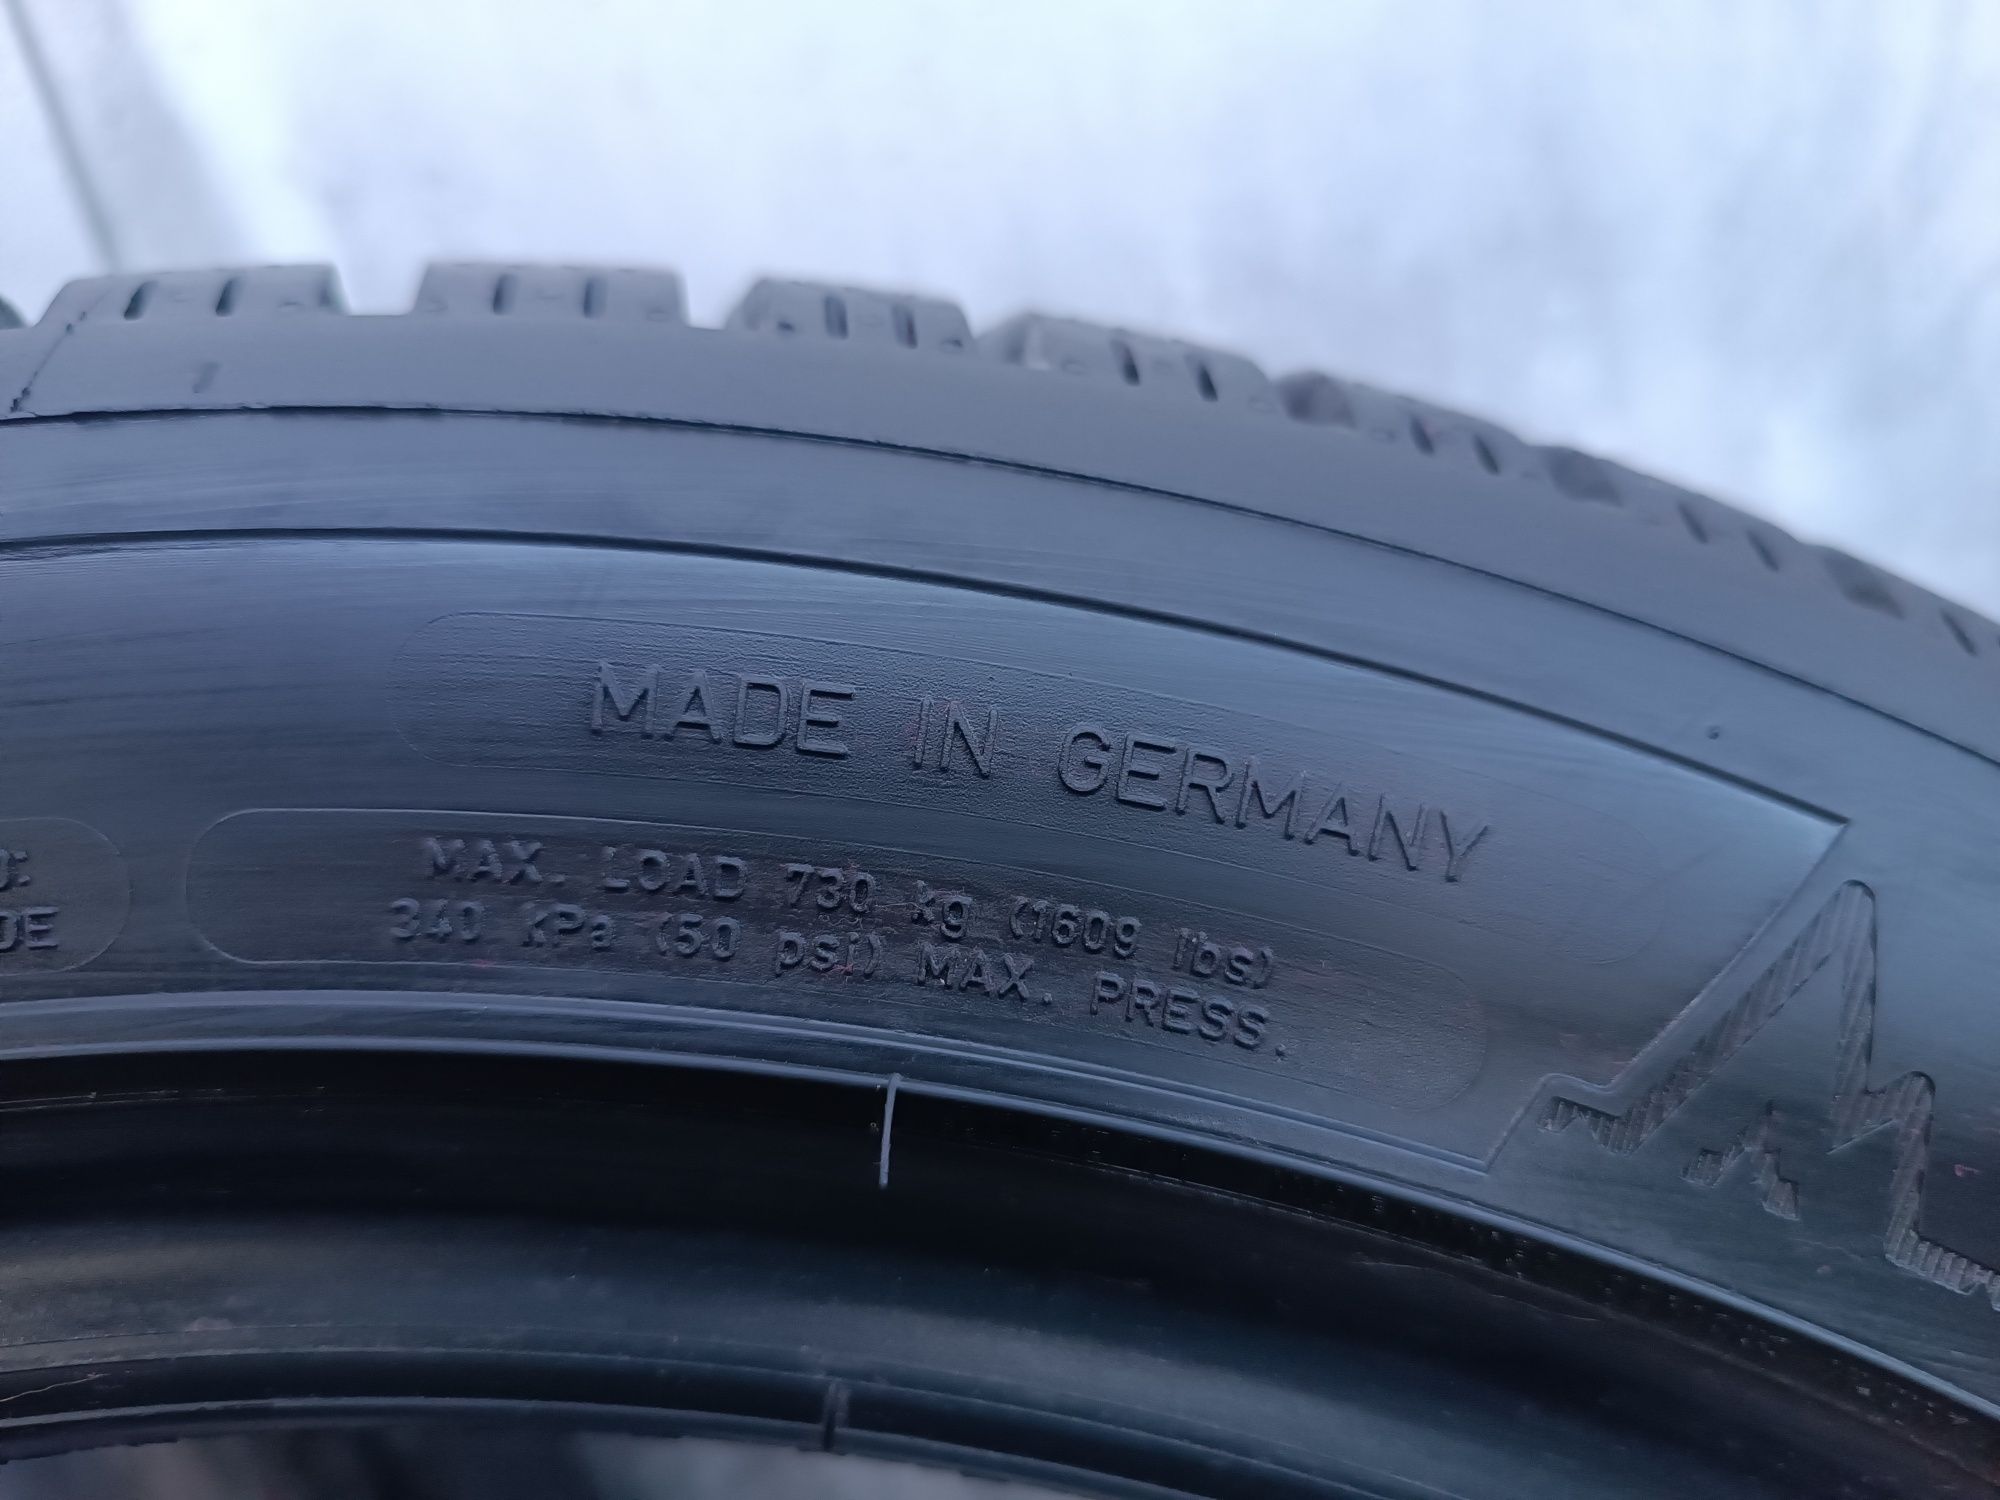 MADE IN GERMANY
MAX. LOAD 730 kg (1609 lbs)
340 kPa (50 psi) MAX. PRESS.